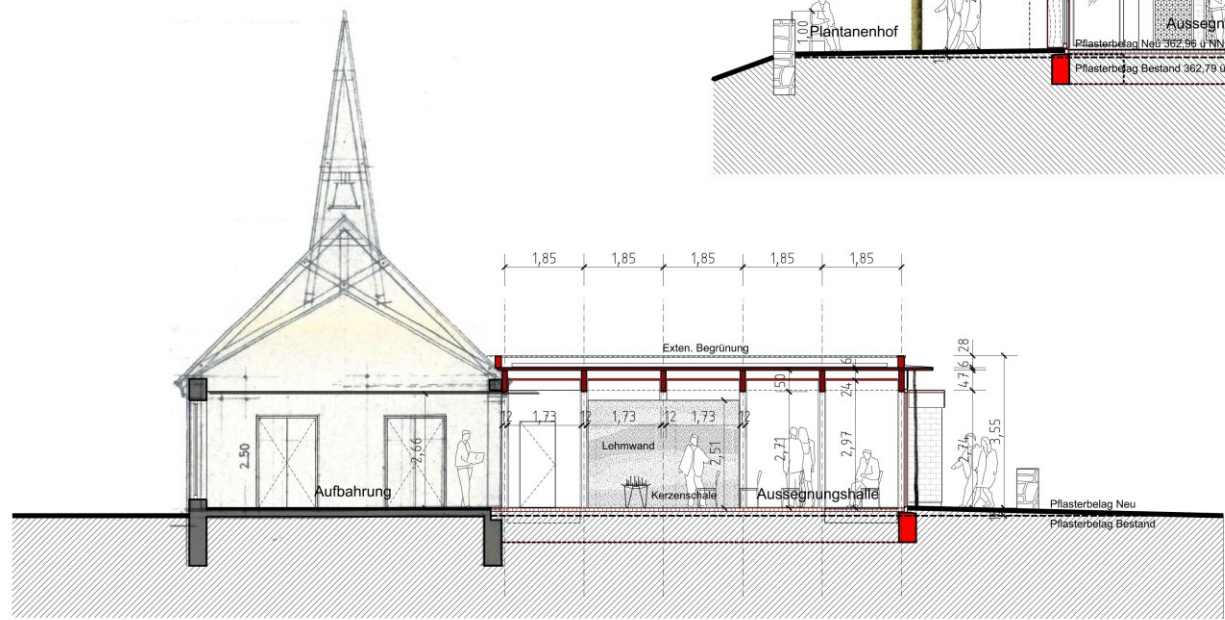 1,00
Plantanenhof
Aussegn
Pflasterbelag Neu 362,96 ü NN
Pflasterbelag Bestand 362,79 ü
1,85 1,85 1,85 1,85 1,85
Exten. Begrünung
6
28
6
47
50
24
12 1,73 12 1,73 12 1,73 12
2.50
2,66
Lehmwand
2,51
2,71
2,97
2,74
3,55
Aufbahrung
Kerzenschale
Aussegnungshalle
Pflasterbelag Neu
Pflasterbelag Bestand